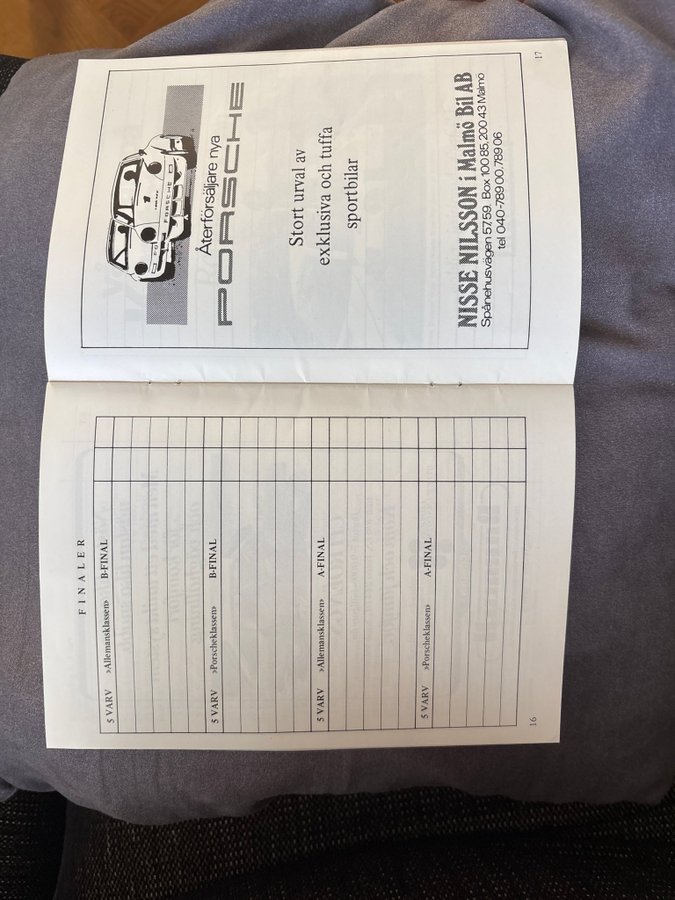 FINALER
5 VARV »Allemansklassen» B-FINAL
5 VARV »Porscheklassen» B-FINAL
5 VARV »Allemansklassen» A-FINAL
5 VARV »Porscheklassen» A-FINAL
16
PORSCHE
Återförsäljare nya
PORSCHE
Stort urval av
exklusiva och tuffa
sportbilar
NISSE NILSSON i Malmö Bil AB
Spånehusvägen 57.59. Box 100 85, 200 43 Malmö
tel 040-789 00. 789 06
17